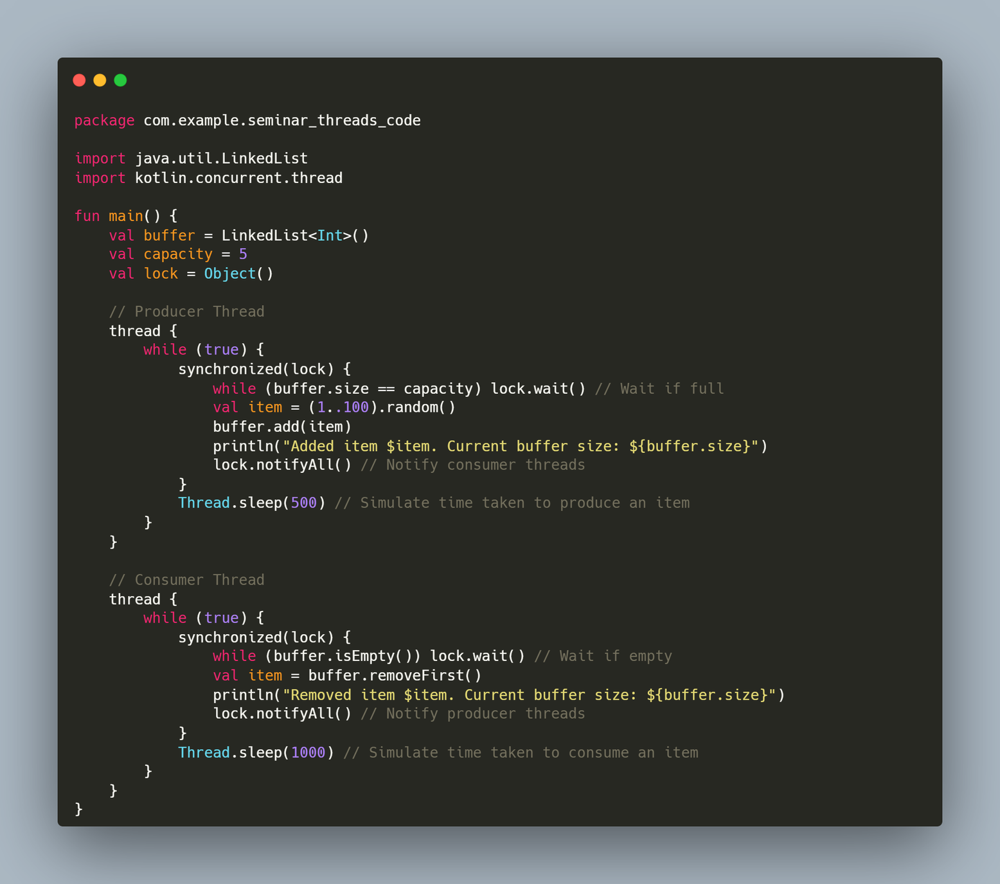 package com.example.seminar_threads_code

import java.util.LinkedList
import kotlin.concurrent.thread

fun main() {
    val buffer = LinkedList<Int>()
    val capacity = 5
    val lock = Object()

    // Producer Thread
    thread {
        while (true) {
            synchronized(lock) {
                while (buffer.size == capacity) lock.wait() // Wait if full
                val item = (1..100).random()
                buffer.add(item)
                println("Added item $item. Current buffer size: ${buffer.size}")
                lock.notifyAll() // Notify consumer threads
            }
            Thread.sleep(500) // Simulate time taken to produce an item
        }
    }

    // Consumer Thread
    thread {
        while (true) {
            synchronized(lock) {
                while (buffer.isEmpty()) lock.wait() // Wait if empty
                val item = buffer.removeFirst()
                println("Removed item $item. Current buffer size: ${buffer.size}")
                lock.notifyAll() // Notify producer threads
            }
            Thread.sleep(1000) // Simulate time taken to consume an item
        }
    }
}